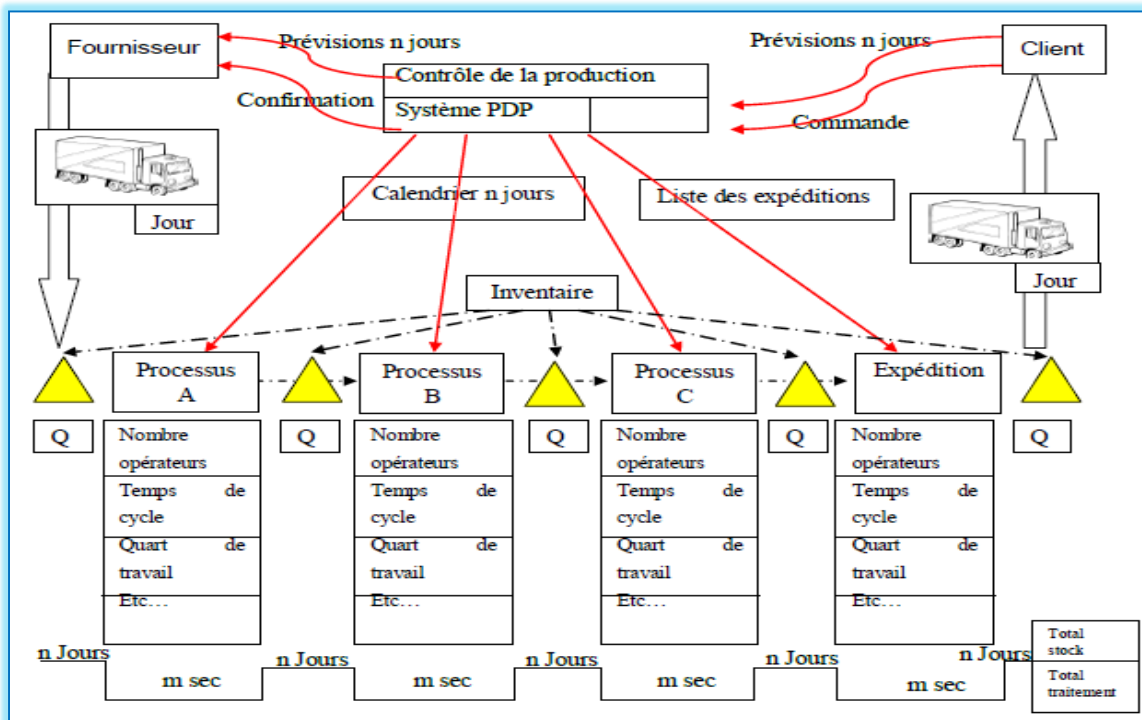 Fournisseur
Prévisions n jours
Prévisions n jours
Client
Contrôle de la production
Confirmation
Système PDP
Commande
Calendrier n jours
Liste des expéditions
Jour
Jour
Inventaire
Processus
A
Processus
B
Processus
C
Expédition
Q
Q
Q
Q
Q
Nombre
opérateurs
Temps de
cycle
Quart de
travail
Etc…
Nombre
opérateurs
Temps de
cycle
Quart de
travail
Etc…
Nombre
opérateurs
Temps de
cycle
Quart de
travail
Etc…
Nombre
opérateurs
Temps de
cycle
Quart de
travail
Etc…
n Jours
n Jours
n Jours
n Jours
n Jours
m sec
m sec
m sec
m sec
Total
stock
Total
traitement